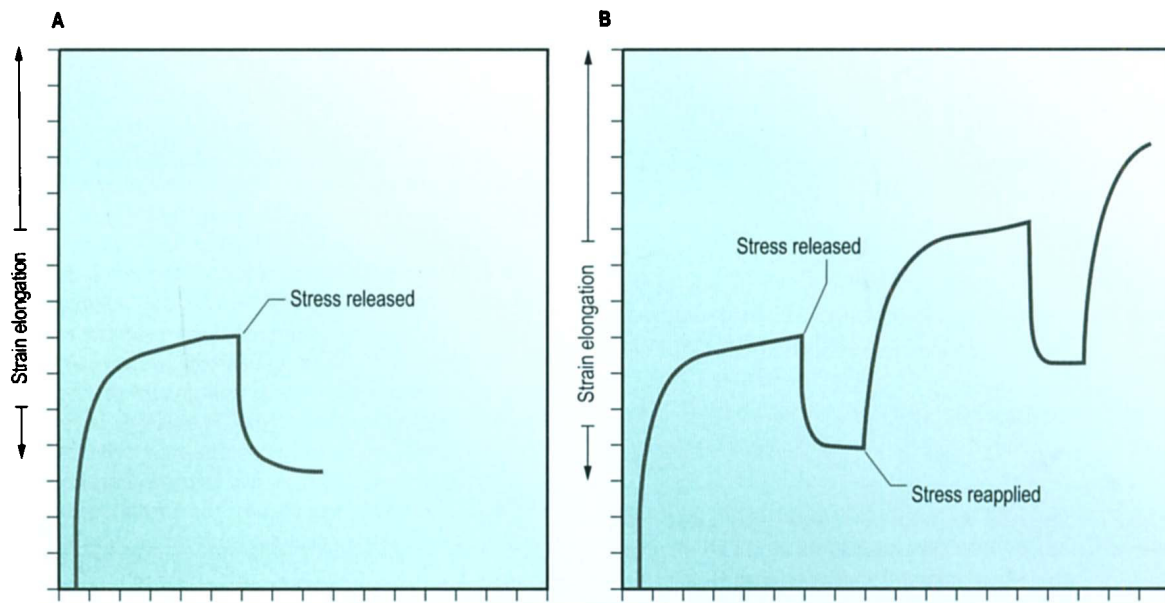 A
Strain elongation
Stress released
B
Strain elongation
Stress released
Stress reapplied